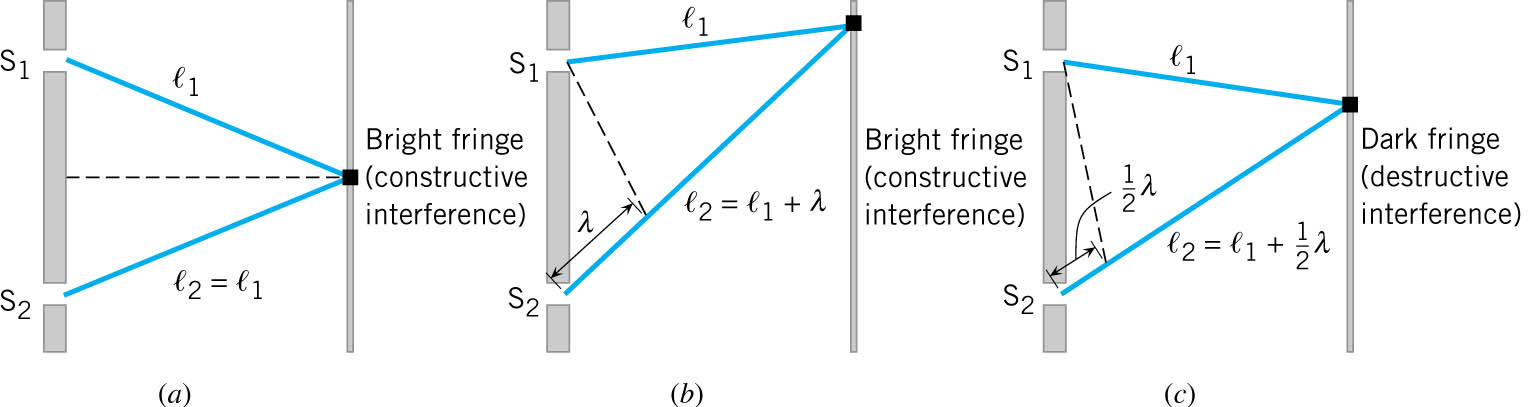 S₁
ℓ₁
Bright fringe
(constructive
interference)
ℓ₂ = ℓ₁
S₂
(a)
ℓ₁
S₁
Bright fringe
(constructive
interference)
λ
ℓ₂ = ℓ₁ + λ
S₂
(b)
S₁
ℓ₁
Dark fringe
(destructive
interference)
½λ
ℓ₂ = ℓ₁ + ½λ
S₂
(c)